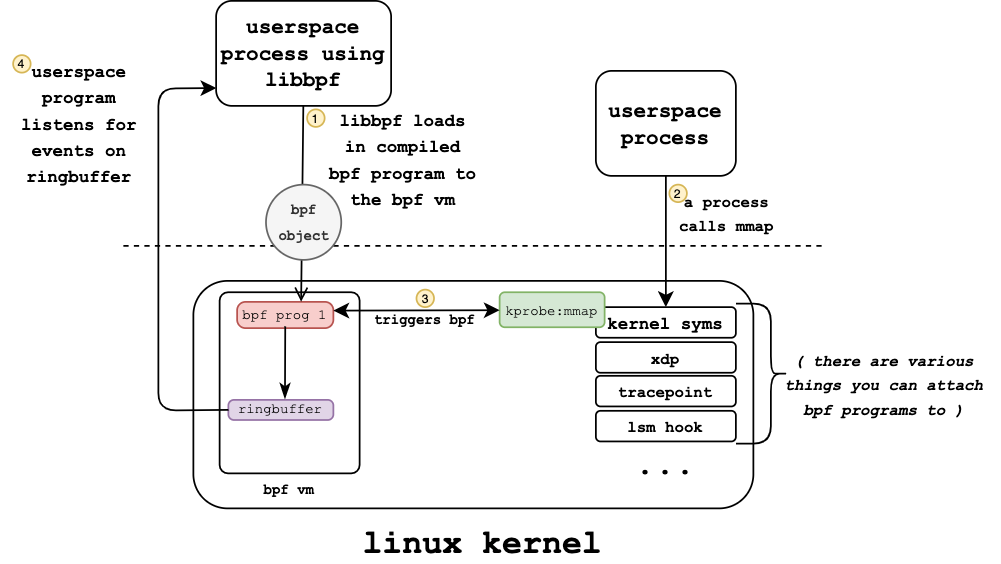 userspace
process using
libbpf
4
userspace
program
listens for
events on
ringbuffer
1
libbpf loads
in compiled
bpf program to
the bpf vm
bpf
object
userspace
process
2
a process
calls mmap
bpf prog 1
3
triggers bpf
kprobe:mmap
kernel syms
xdp
tracepoint
lsm hook
...
( there are various
things you can attach
bpf programs to )
ringbuffer
bpf vm
linux kernel